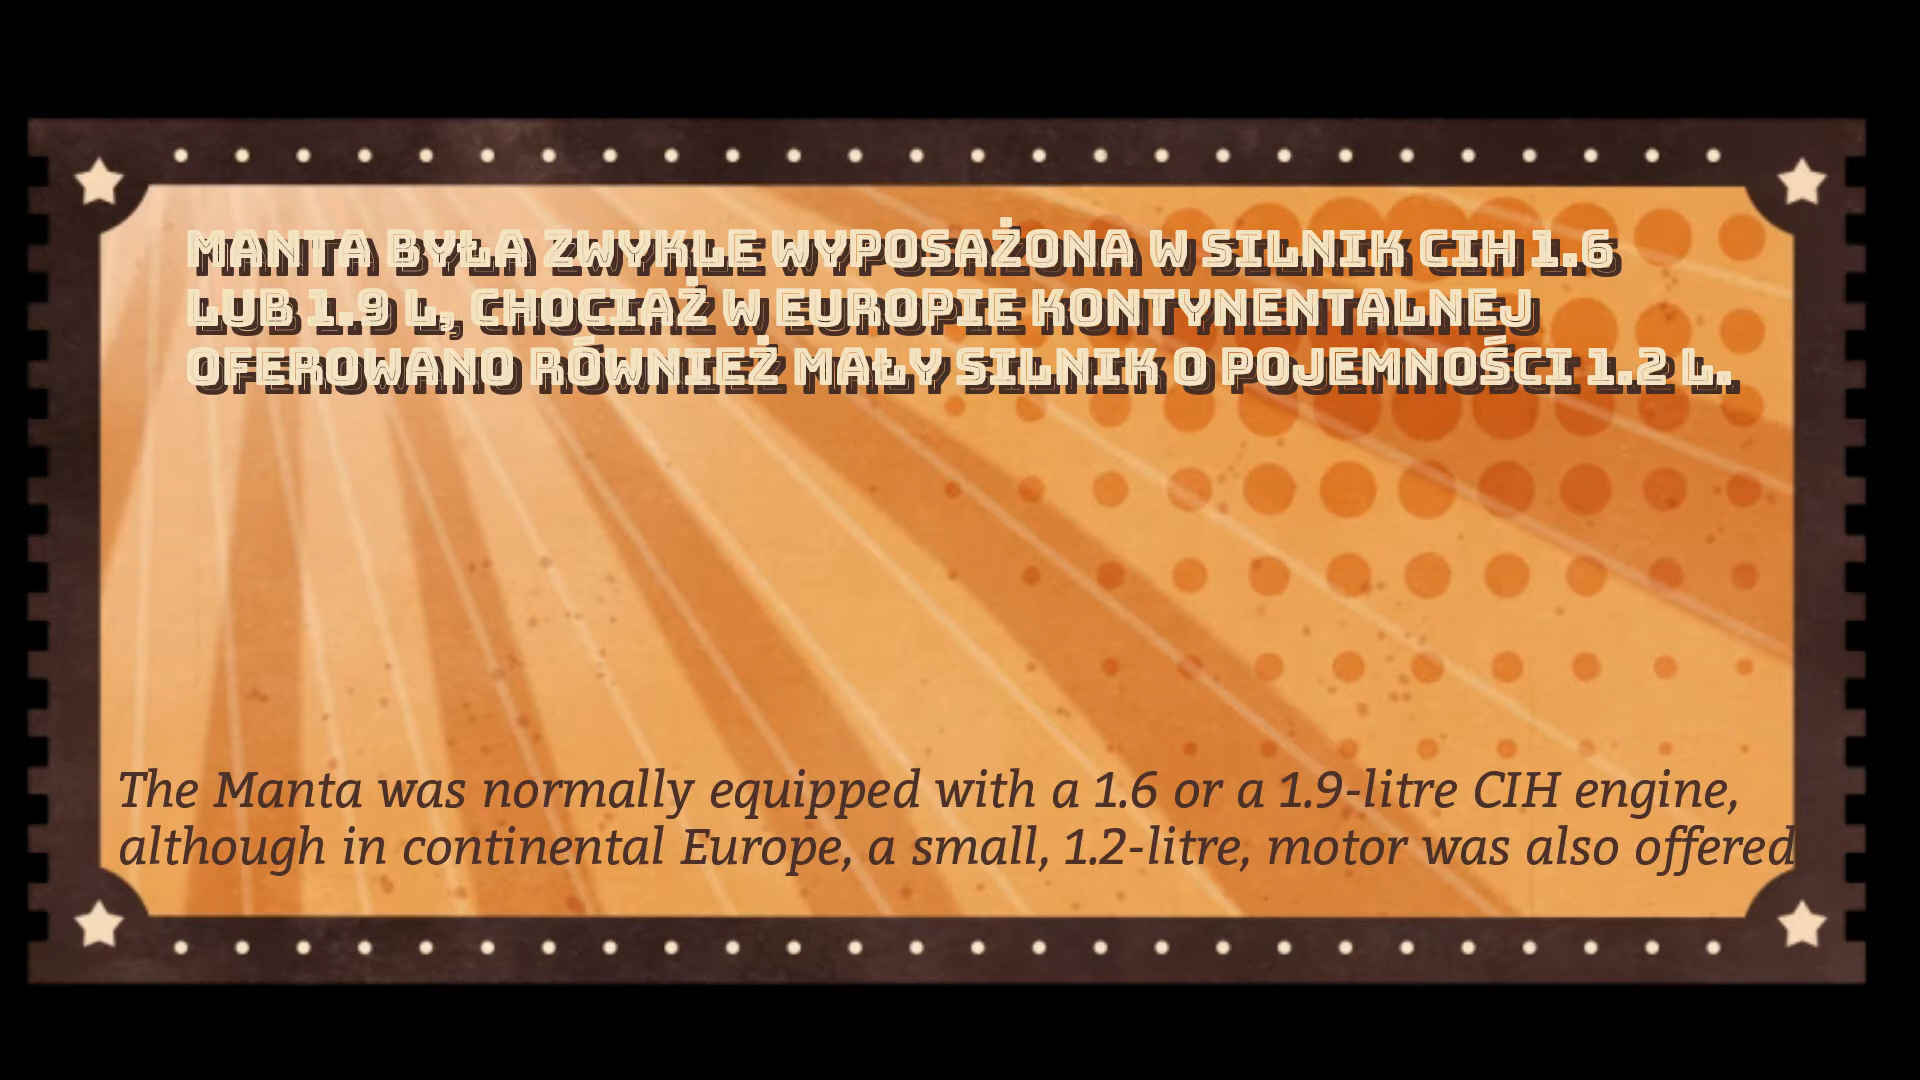 MANTA BYŁA ZWYKLE WYPOSAŻONA W SILNIK CIH 1.6
LUB 1.9 L, CHOCIAŻ W EUROPIE KONTYNENTALNEJ
OFEROWANO RÓWNIEŻ MAŁY SILNIK O POJEMNOŚCI 1.2 L.
The Manta was normally equipped with a 1.6 or a 1.9-litre CIH engine,
although in continental Europe, a small, 1.2-litre, motor was also offered